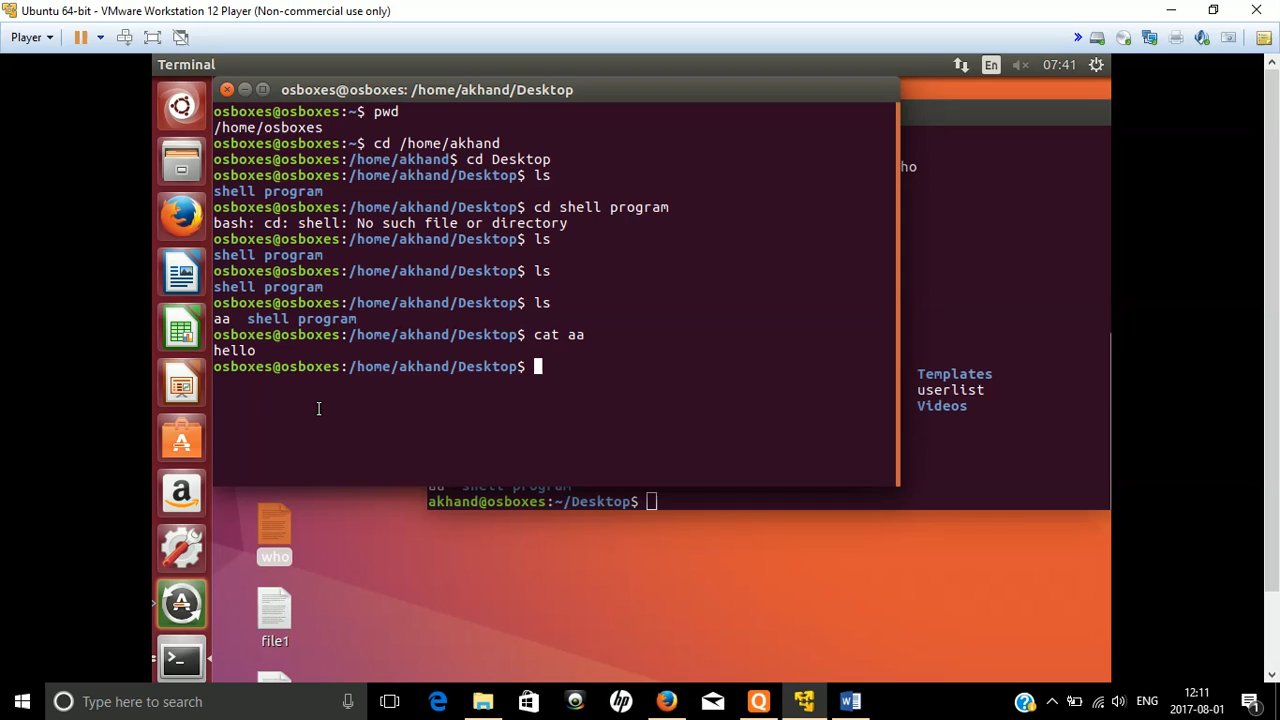 Ubuntu 64-bit - VMware Workstation 12 Player (Non-commercial use only)
Player
Terminal
En
07:41
osboxes@osboxes: /home/akhand/Desktop
osboxes@osboxes:~$ pwd
/home/osboxes
osboxes@osboxes:~$ cd /home/akhand
osboxes@osboxes:/home/akhand$ cd Desktop
osboxes@osboxes:/home/akhand/Desktop$ ls
shell program
osboxes@osboxes:/home/akhand/Desktop$ cd shell program
bash: cd: shell: No such file or directory
osboxes@osboxes:/home/akhand/Desktop$ ls
shell program
osboxes@osboxes:/home/akhand/Desktop$ ls
shell program
osboxes@osboxes:/home/akhand/Desktop$ ls
aa  shell program
osboxes@osboxes:/home/akhand/Desktop$ cat aa
hello
osboxes@osboxes:/home/akhand/Desktop$
ho
Templates
userlist
Videos
akhand@osboxes:~/Desktop$
who
file1
Type here to search
ENG
12:11
2017-08-01